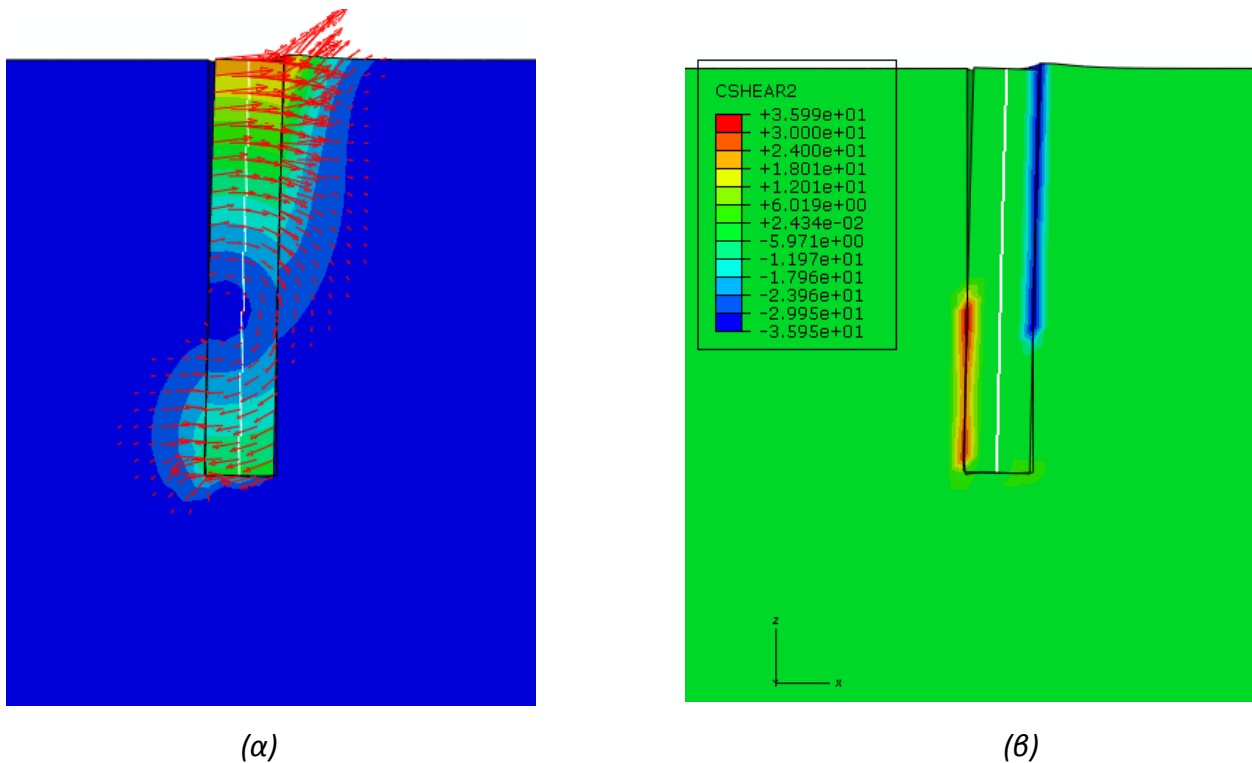 CSHEAR2
+3.599e+01
+3.000e+01
+2.400e+01
+1.801e+01
+1.201e+01
+6.019e+00
+2.434e-02
-5.971e+00
-1.197e+01
-1.796e+01
-2.396e+01
-2.995e+01
-3.595e+01
z
Y
x
(α)
(β)